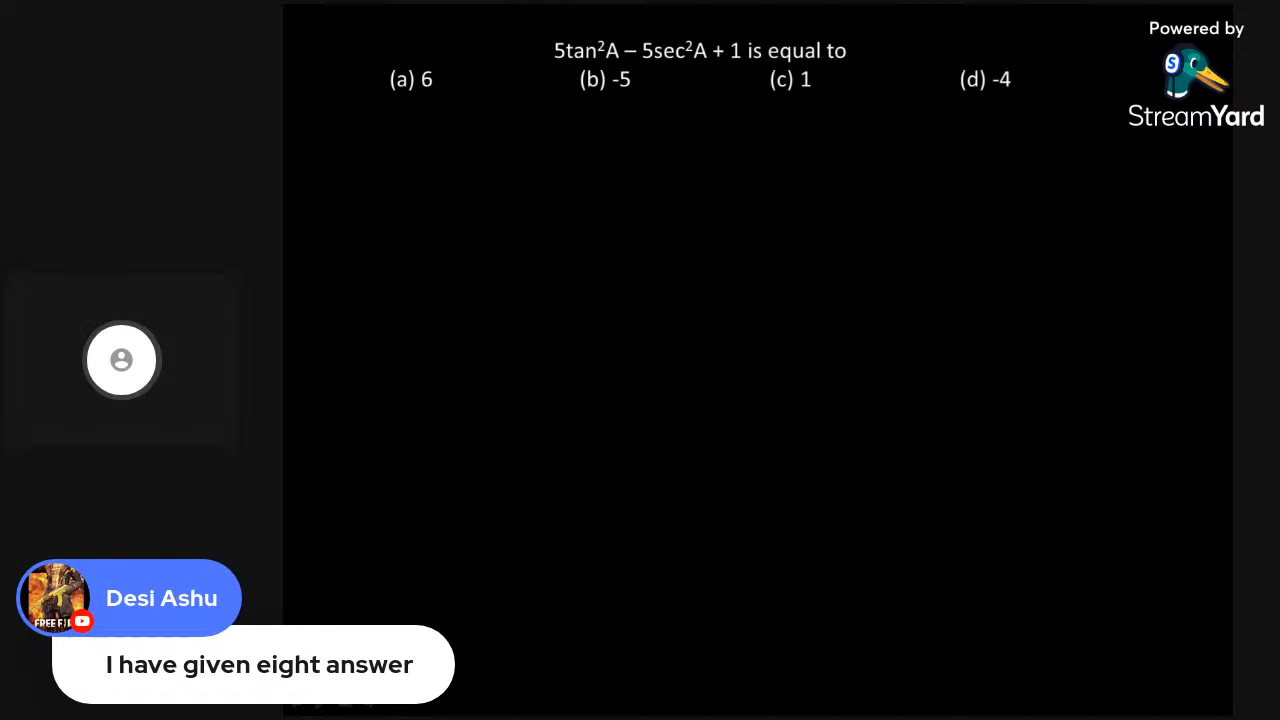 Powered by
StreamYard
5tan²A – 5sec²A + 1 is equal to
(a) 6 (b) -5 (c) 1 (d) -4
Desi Ashu
I have given eight answer